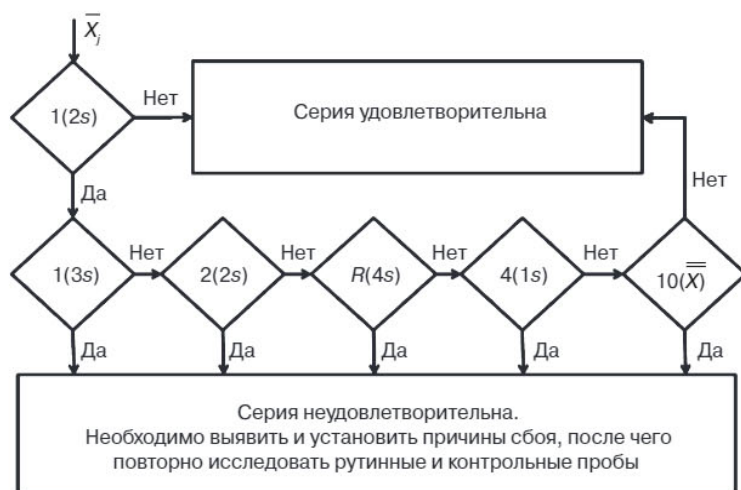 X̅ⱼ
1(2s)
Нет
Серия удовлетворительна
Да
Нет
1(3s)
Нет
2(2s)
Нет
R(4s)
Нет
4(1s)
Нет
10(X̿)
Да
Да
Да
Да
Да
Серия неудовлетворительна.
Необходимо выявить и установить причины сбоя, после чего
повторно исследовать рутинные и контрольные пробы